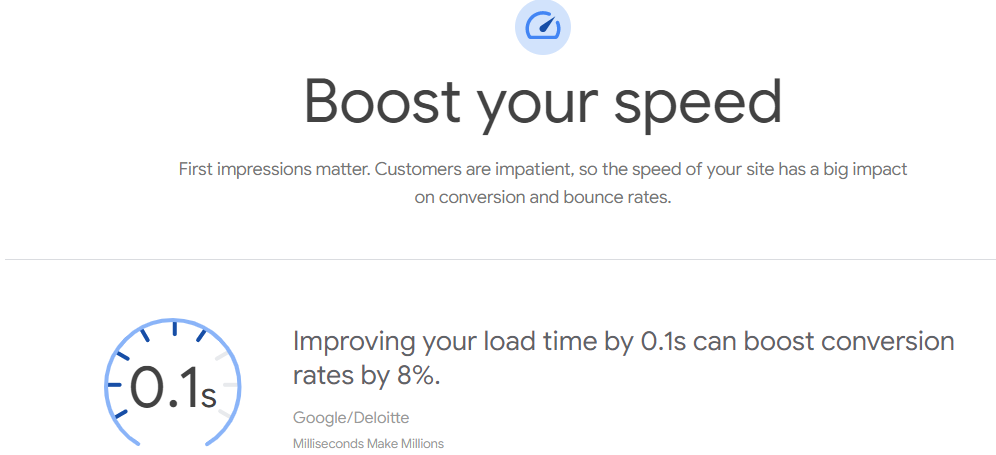 Boost your speed
First impressions matter. Customers are impatient, so the speed of your site has a big impact
on conversion and bounce rates.
0.1s
Improving your load time by 0.1s can boost conversion
rates by 8%.
Google/Deloitte
Milliseconds Make Millions